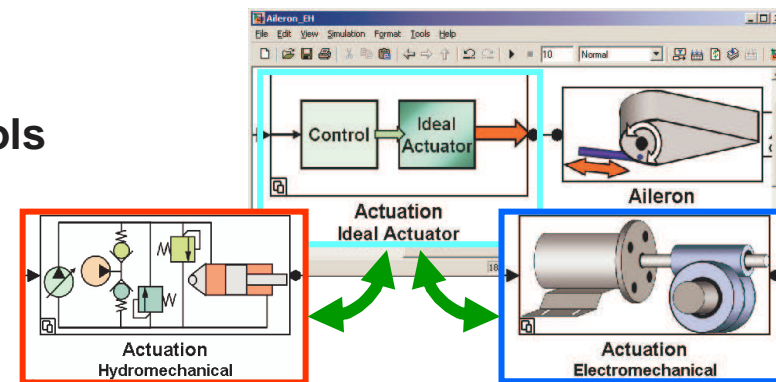 Aileron_EH
File Edit View Simulation Format Tools Help
10 Normal
ols
Control
Ideal
Actuator
Aileron
Actuation
Ideal Actuator
Actuation
Hydromechanical
Actuation
Electromechanical